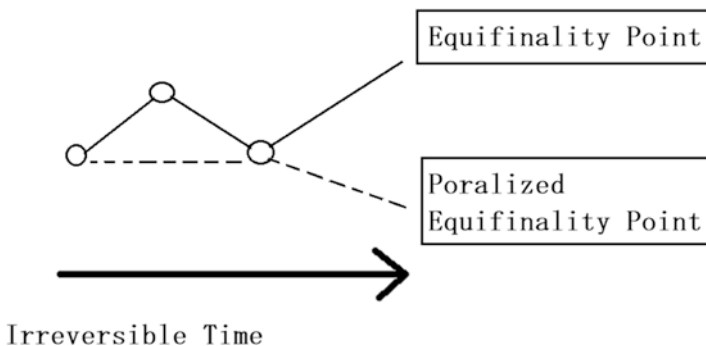 Equifinality Point
Poralized
Equifinality Point
Irreversible Time